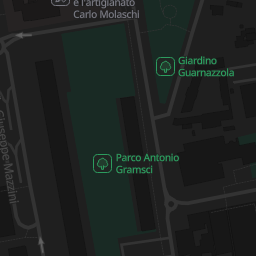 e l'artigianato
Carlo Molaschi
Giardino
Guarnazzola
Parco Antonio
Gramsci
Giuseppe Mazzini